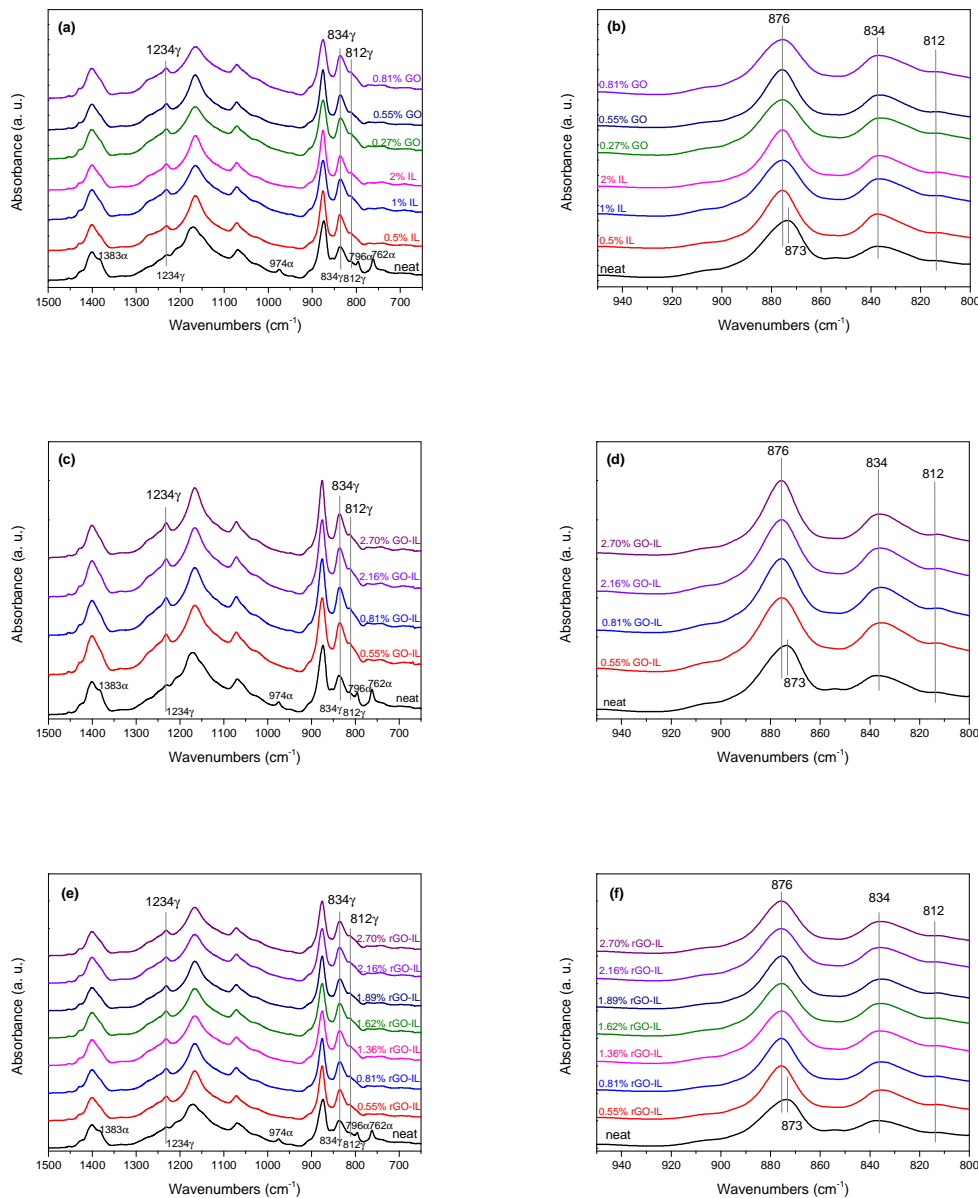 (a)
1234γ
834γ
812γ
0.81% GO
0.55% GO
0.27% GO
2% IL
1% IL
0.5% IL
neat
1383α
1234γ
974α
834γ
812γ
796α
762α
1500 1400 1300 1200 1100 1000 900 800 700
Wavenumbers (cm⁻¹)
Absorbance (a. u.)
(b)
876
834
812
0.81% GO
0.55% GO
0.27% GO
2% IL
1% IL
0.5% IL
neat
873
940 920 900 880 860 840 820 800
Wavenumbers (cm⁻¹)
Absorbance (a. u.)
(c)
1234γ
834γ
812γ
2.70% GO-IL
2.16% GO-IL
0.81% GO-IL
0.55% GO-IL
neat
1383α
1234γ
974α
834γ
812γ
796α
762α
1500 1400 1300 1200 1100 1000 900 800 700
Wavenumbers (cm⁻¹)
Absorbance (a. u.)
(d)
876
834
812
2.70% GO-IL
2.16% GO-IL
0.81% GO-IL
0.55% GO-IL
neat
873
940 920 900 880 860 840 820 800
Wavenumbers (cm⁻¹)
Absorbance (a. u.)
(e)
1234γ
834γ
812γ
2.70% rGO-IL
2.16% rGO-IL
1.89% rGO-IL
1.62% rGO-IL
1.36% rGO-IL
0.81% rGO-IL
0.55% rGO-IL
neat
1383α
1234γ
974α
834γ
812γ
796α
762α
1500 1400 1300 1200 1100 1000 900 800 700
Wavenumbers (cm⁻¹)
Absorbance (a. u.)
(f)
876
834
812
2.70% rGO-IL
2.16% rGO-IL
1.89% rGO-IL
1.62% rGO-IL
1.36% rGO-IL
0.81% rGO-IL
0.55% rGO-IL
neat
873
940 920 900 880 860 840 820 800
Wavenumbers (cm⁻¹)
Absorbance (a. u.)